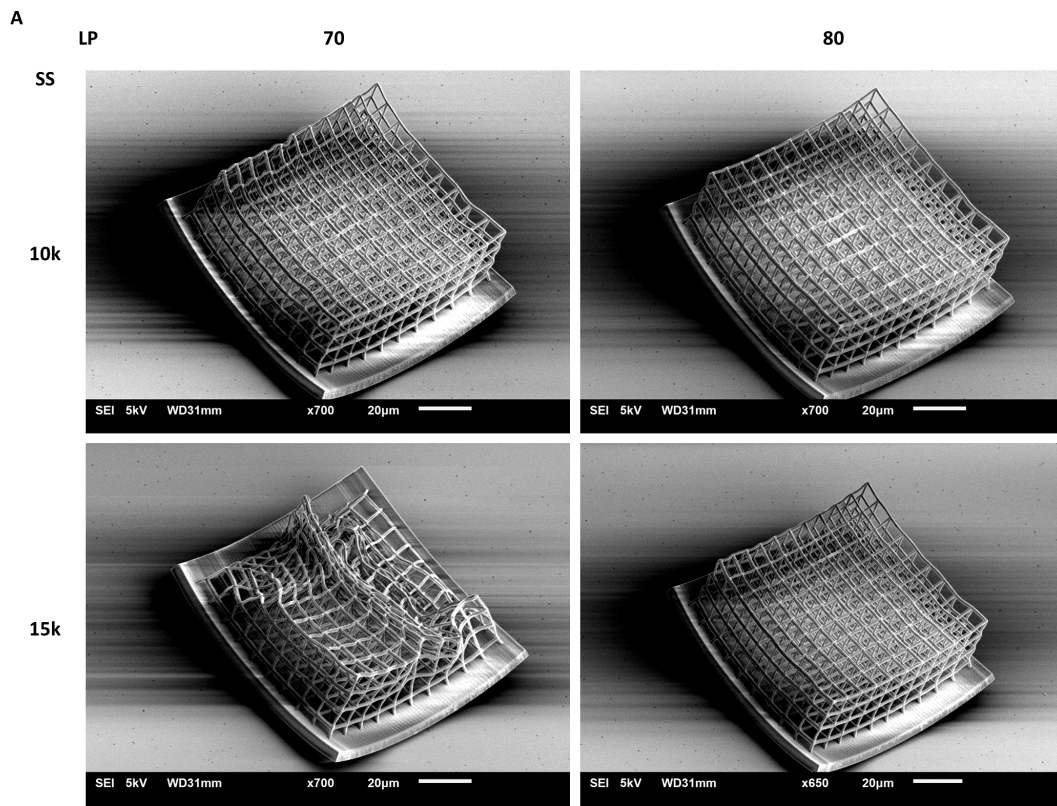 A
LP 70 80
SS
10k
SEI 5kV WD31mm x700 20μm
SEI 5kV WD31mm x700 20μm
15k
SEI 5kV WD31mm x700 20μm
SEI 5kV WD31mm x650 20μm